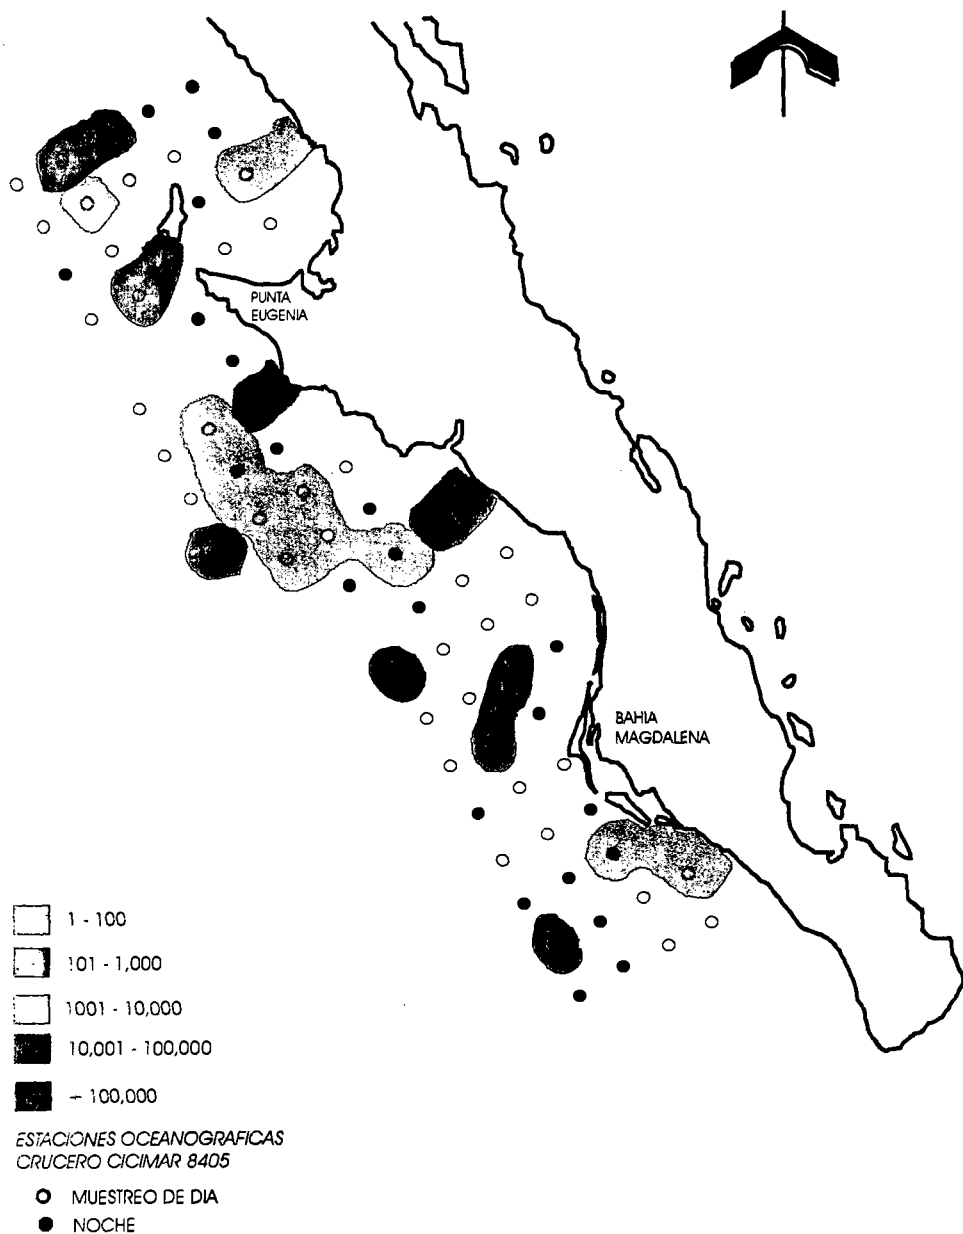 PUNTA
EUGENIA
BAHIA
MAGDALENA
1 - 100
101 - 1,000
1001 - 10,000
10,001 - 100,000
+ 100,000
ESTACIONES OCEANOGRAFICAS
CRUCERO CICIMAR 8405
MUESTREO DE DIA
NOCHE